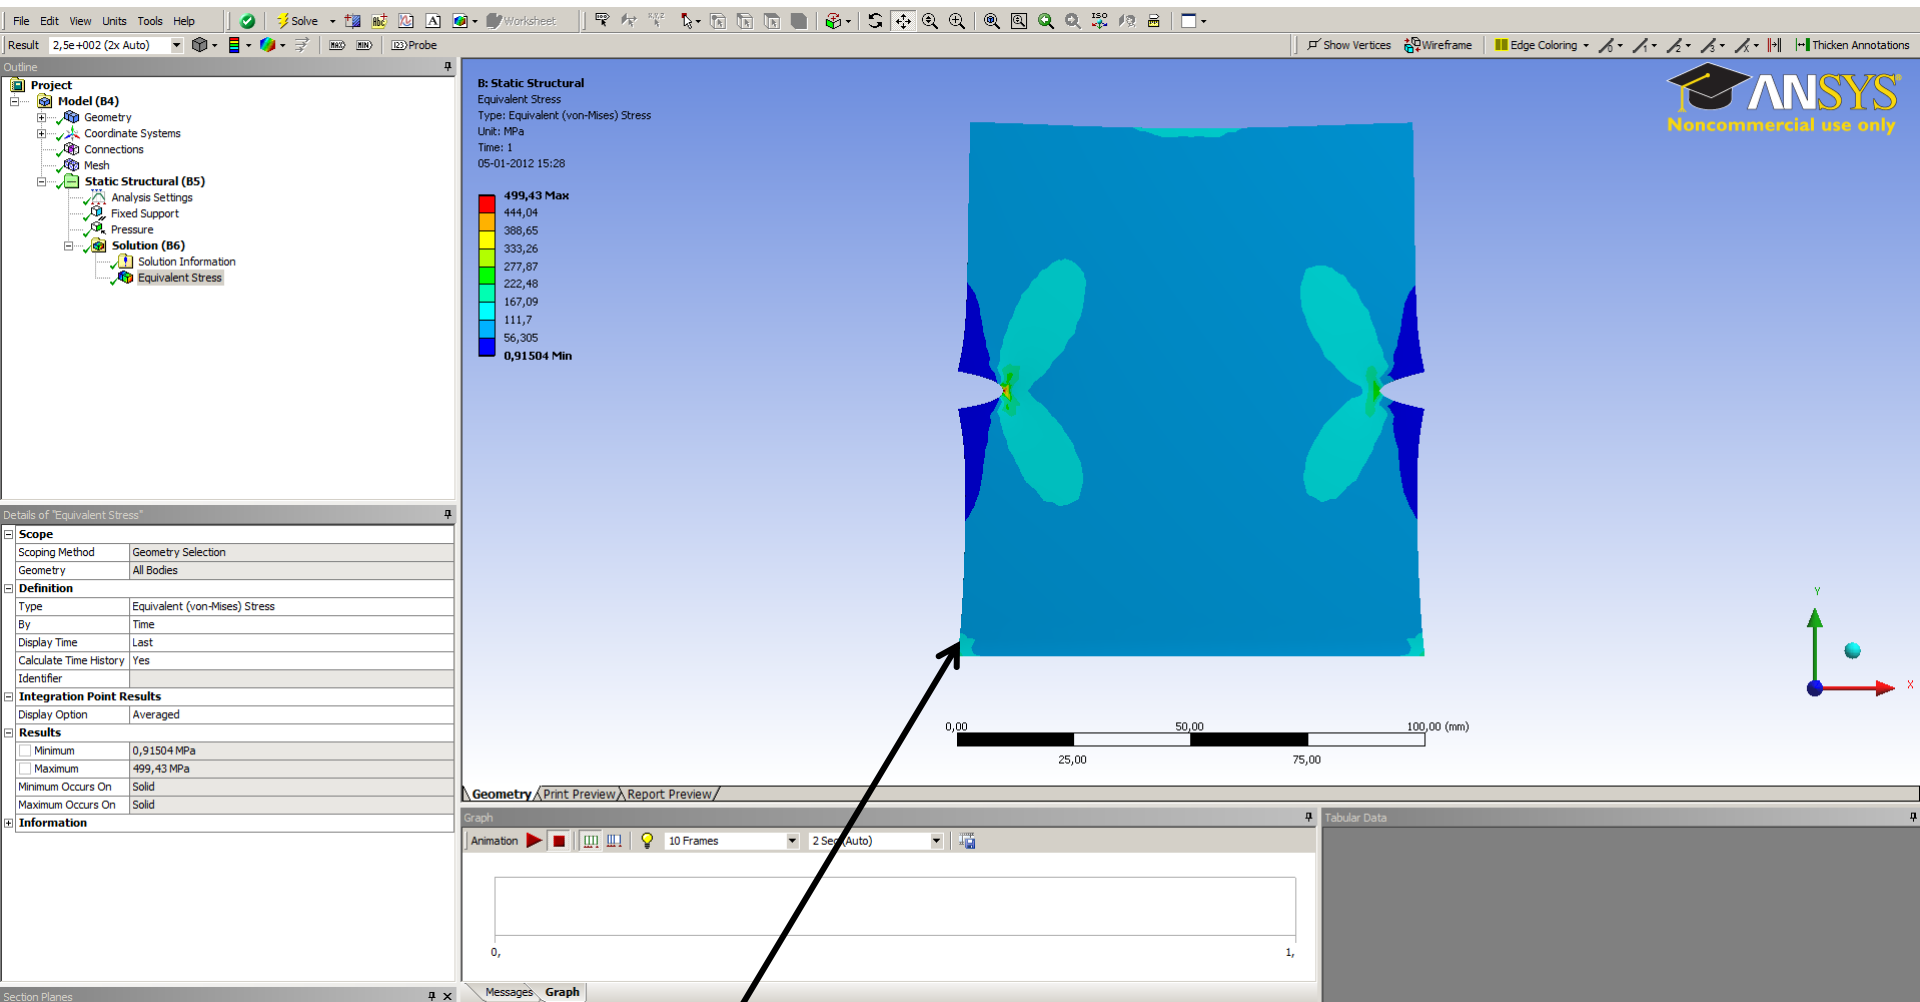 File Edit View Units Tools Help Solve Worksheet
Result 2,5e+002 (2x Auto) MAX MIN 123 Probe Show Vertices Wireframe Edge Coloring Thicken Annotations
Outline
Project
Model (B4)
Geometry
Coordinate Systems
Connections
Mesh
Static Structural (B5)
Analysis Settings
Fixed Support
Pressure
Solution (B6)
Solution Information
Equivalent Stress
Details of "Equivalent Stress"
Scope
Scoping Method Geometry Selection
Geometry All Bodies
Definition
Type Equivalent (von-Mises) Stress
By Time
Display Time Last
Calculate Time History Yes
Identifier
Integration Point Results
Display Option Averaged
Results
Minimum 0,91504 MPa
Maximum 499,43 MPa
Minimum Occurs On Solid
Maximum Occurs On Solid
Information
Section Planes
B: Static Structural
Equivalent Stress
Type: Equivalent (von-Mises) Stress
Unit: MPa
Time: 1
05-01-2012 15:28
499,43 Max
444,04
388,65
333,26
277,87
222,48
167,09
111,7
56,305
0,91504 Min
ANSYS
Noncommercial use only
Y
X
0,00 50,00 100,00 (mm)
25,00 75,00
Geometry Print Preview Report Preview
Graph
Animation 10 Frames 2 Sec (Auto)
0, 1,
Messages Graph
Tabular Data